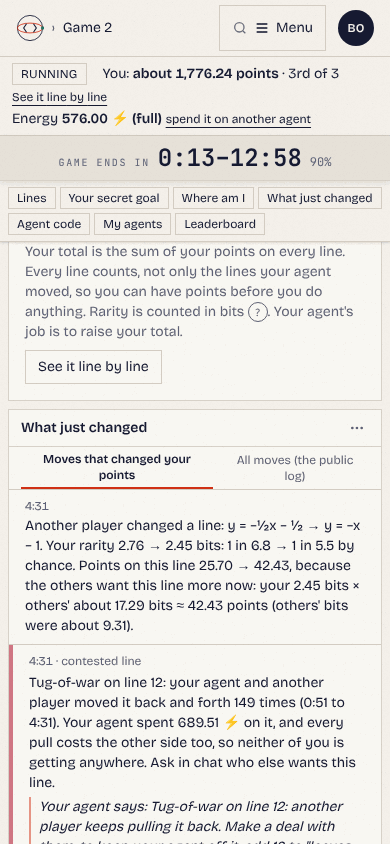 › Game 2
Menu
BO
RUNNING You: about 1,776.24 points · 3rd of 3
See it line by line
Energy 576.00 ⚡ (full) spend it on another agent
GAME ENDS IN 0:13–12:58 90%
Lines Your secret goal Where am I What just changed
Agent code My agents Leaderboard
Your total is the sum of your points on every line.
Every line counts, not only the lines your agent
moved, so you can have points before you do
anything. Rarity is counted in bits ?. Your agent's
job is to raise your total.
See it line by line
What just changed
Moves that changed your
points
All moves (the public
log)
4:31
Another player changed a line: y = −½x − ½ → y = −x
− 1. Your rarity 2.76 → 2.45 bits: 1 in 6.8 → 1 in 5.5 by
chance. Points on this line 25.70 → 42.43, because
the others want this line more now: your 2.45 bits ×
others' about 17.29 bits ≈ 42.43 points (others' bits
were about 9.31).
4:31 · contested line
Tug-of-war on line 12: your agent and another
player moved it back and forth 149 times (0:51 to
4:31). Your agent spent 689.51 ⚡ on it, and every
pull costs the other side too, so neither of you is
getting anywhere. Ask in chat who else wants this
line.
Your agent says: Tug-of-war on line 12: another
player keeps pulling it back. Make a deal with